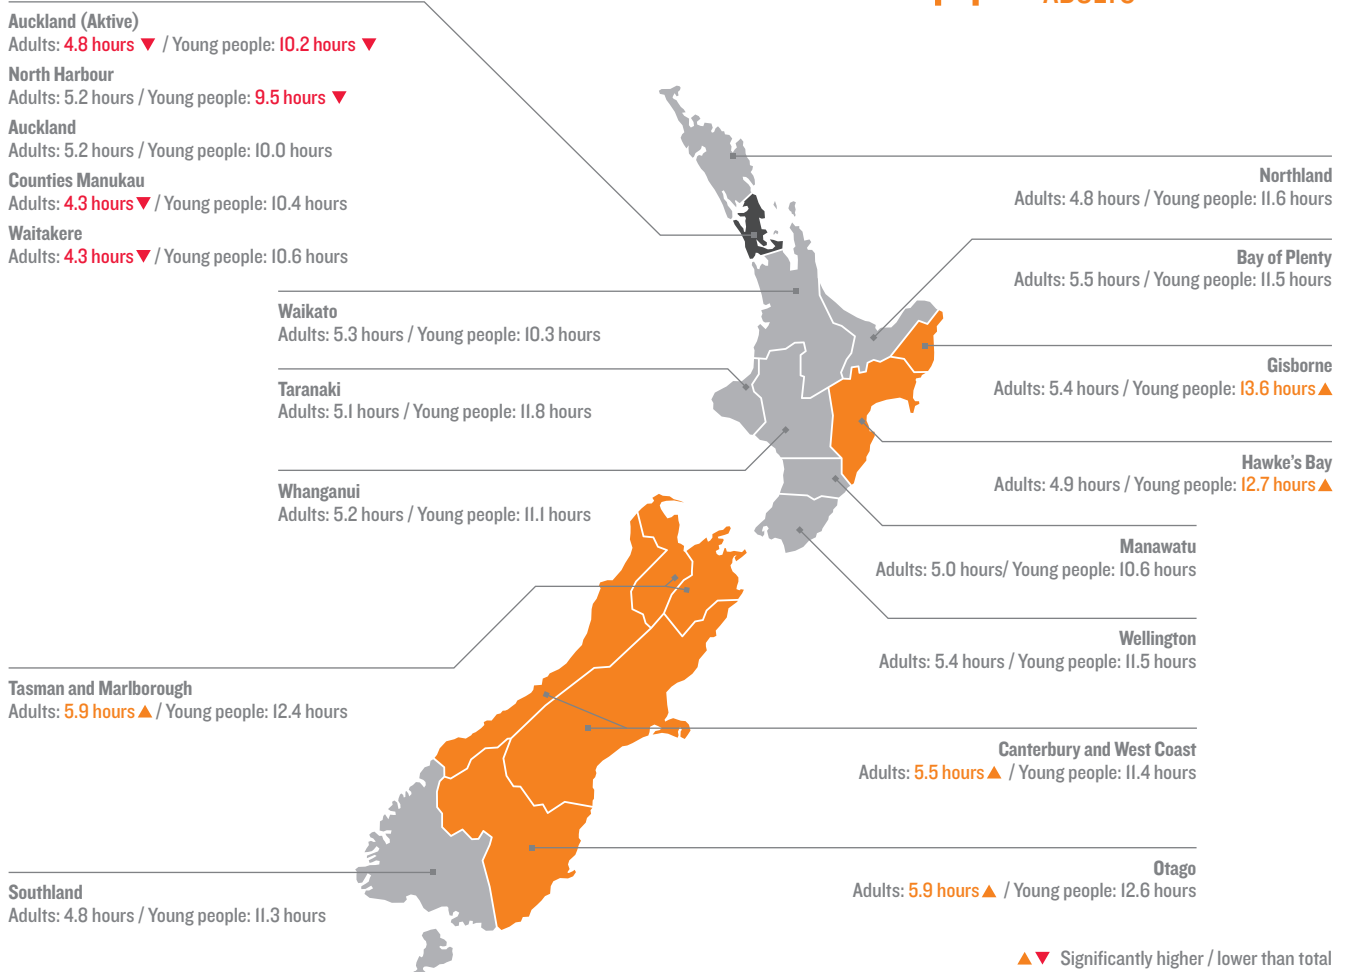 Auckland (Aktive)
Adults: 4.8 hours ▼ / Young people: 10.2 hours ▼
North Harbour
Adults: 5.2 hours / Young people: 9.5 hours ▼
Auckland
Adults: 5.2 hours / Young people: 10.0 hours
Counties Manukau
Adults: 4.3 hours ▼ / Young people: 10.4 hours
Waitakere
Adults: 4.3 hours ▼ / Young people: 10.6 hours
Northland
Adults: 4.8 hours / Young people: 11.6 hours
Bay of Plenty
Adults: 5.5 hours / Young people: 11.5 hours
Waikato
Adults: 5.3 hours / Young people: 10.3 hours
Gisborne
Adults: 5.4 hours / Young people: 13.6 hours ▲
Taranaki
Adults: 5.1 hours / Young people: 11.8 hours
Hawke's Bay
Adults: 4.9 hours / Young people: 12.7 hours ▲
Whanganui
Adults: 5.2 hours / Young people: 11.1 hours
Manawatu
Adults: 5.0 hours/ Young people: 10.6 hours
Wellington
Adults: 5.4 hours / Young people: 11.5 hours
Tasman and Marlborough
Adults: 5.9 hours ▲ / Young people: 12.4 hours
Canterbury and West Coast
Adults: 5.5 hours ▲ / Young people: 11.4 hours
Otago
Adults: 5.9 hours ▲ / Young people: 12.6 hours
Southland
Adults: 4.8 hours / Young people: 11.3 hours
▲▼ Significantly higher / lower than total